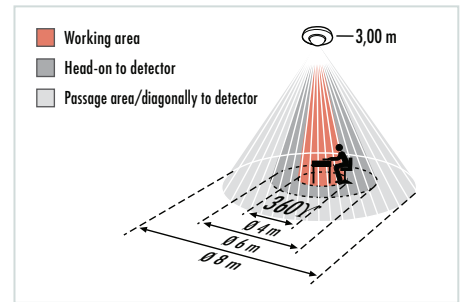 Working area
3,00 m
Head-on to detector
Passage area/diagonally to detector
360°
Ø 4 m
Ø 6 m
Ø 8 m